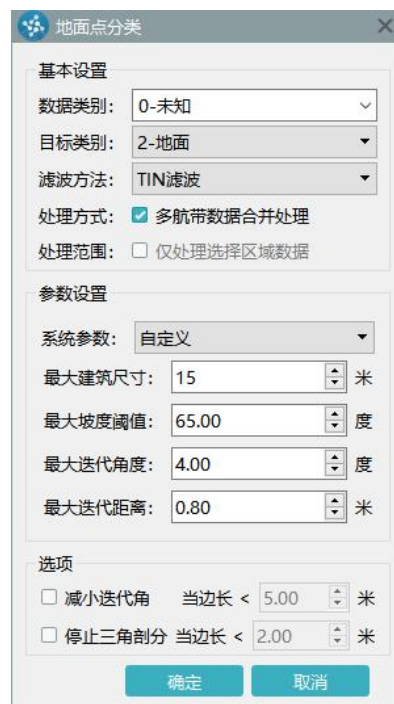 地面点分类
基本设置
数据类别: 0-未知
目标类别: 2-地面
滤波方法: TIN滤波
处理方式: 多航带数据合并处理
处理范围: 仅处理选择区域数据
参数设置
系统参数: 自定义
最大建筑尺寸: 15 米
最大坡度阈值: 65.00 度
最大迭代角度: 4.00 度
最大迭代距离: 0.80 米
选项
减小迭代角 当边长 < 5.00 米
停止三角剖分 当边长 < 2.00 米
确定 取消